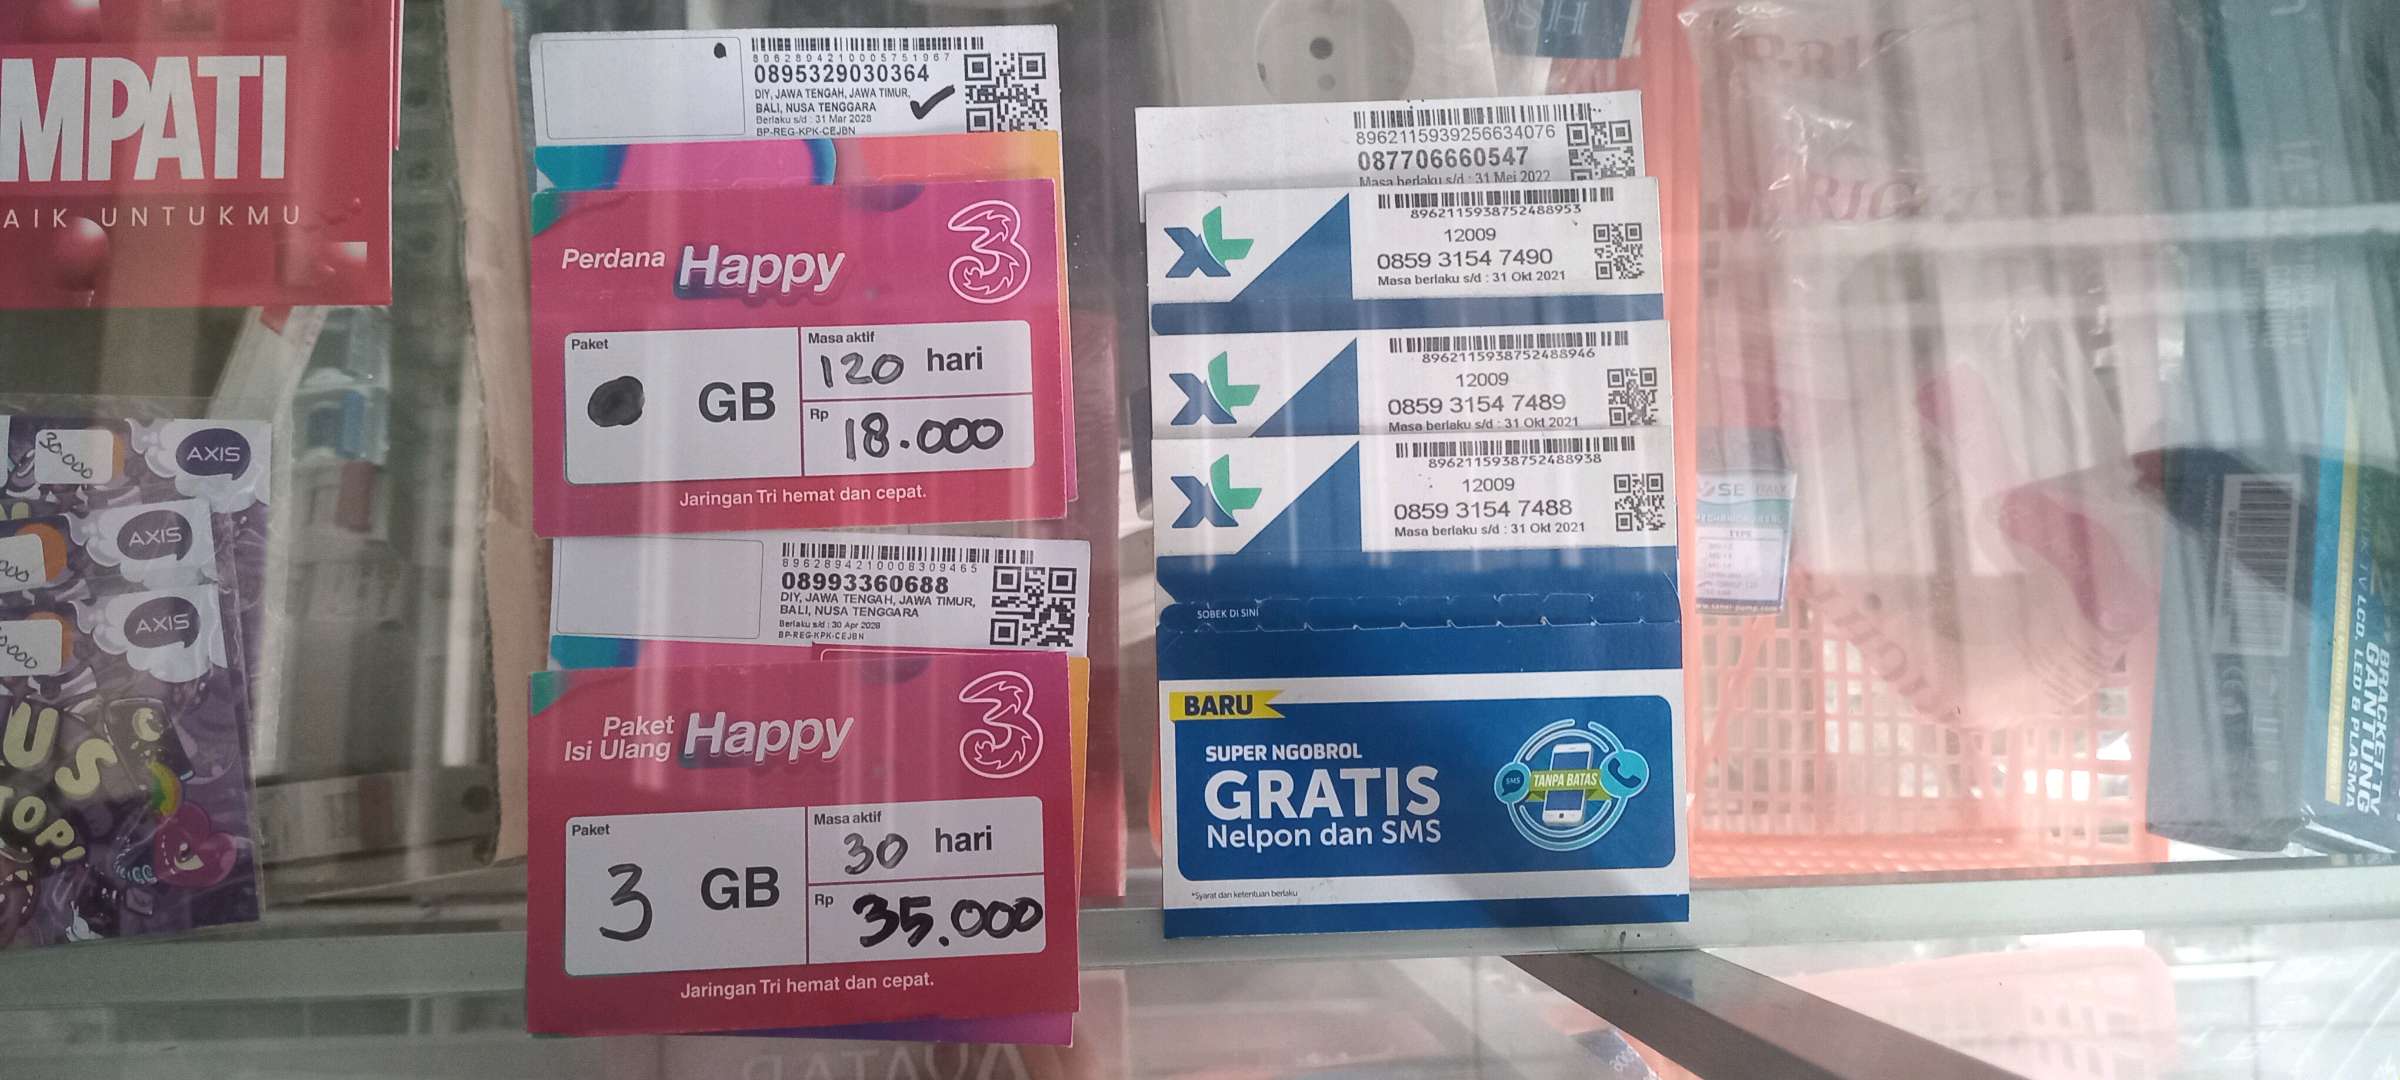 MPATI
AIK UNTUKMU
AXIS
30.000
AXIS
AXIS
US
TOP!
8962894210005751967
0895329030364
DIY, JAWA TENGAH, JAWA TIMUR,
BALI, NUSA TENGGARA
Berlaku s/d : 31 Mar 2028
BP-REG-KPK-CEJBN
Perdana Happy 3
Paket
GB
Masa aktif
120 hari
Rp
18.000
Jaringan Tri hemat dan cepat.
8962894210008309465
08993360688
DIY, JAWA TENGAH, JAWA TIMUR,
BALI, NUSA TENGGARA
Berlaku s/d : 30 Apr 2028
BP-REG-KPK-CEJBN
Paket
Isi Ulang Happy 3
Paket
3 GB
Masa aktif
30 hari
Rp
35.000
Jaringan Tri hemat dan cepat.
8962115939256634076
087706660547
Masa berlaku s/d : 31 Mei 2022
XL
8962115938752488953
12009
0859 3154 7490
Masa berlaku s/d : 31 Okt 2021
XL
8962115938752488946
12009
0859 3154 7489
Masa berlaku s/d : 31 Okt 2021
XL
8962115938752488938
12009
0859 3154 7488
Masa berlaku s/d : 31 Okt 2021
SOBEK DI SINI
BARU
SUPER NGOBROL
GRATIS
Nelpon dan SMS
SMS
TANPA BATAS
*Syarat dan ketentuan berlaku
TYPE
BRACKET TV
GANTUNG
LCD, LED & PLASMA